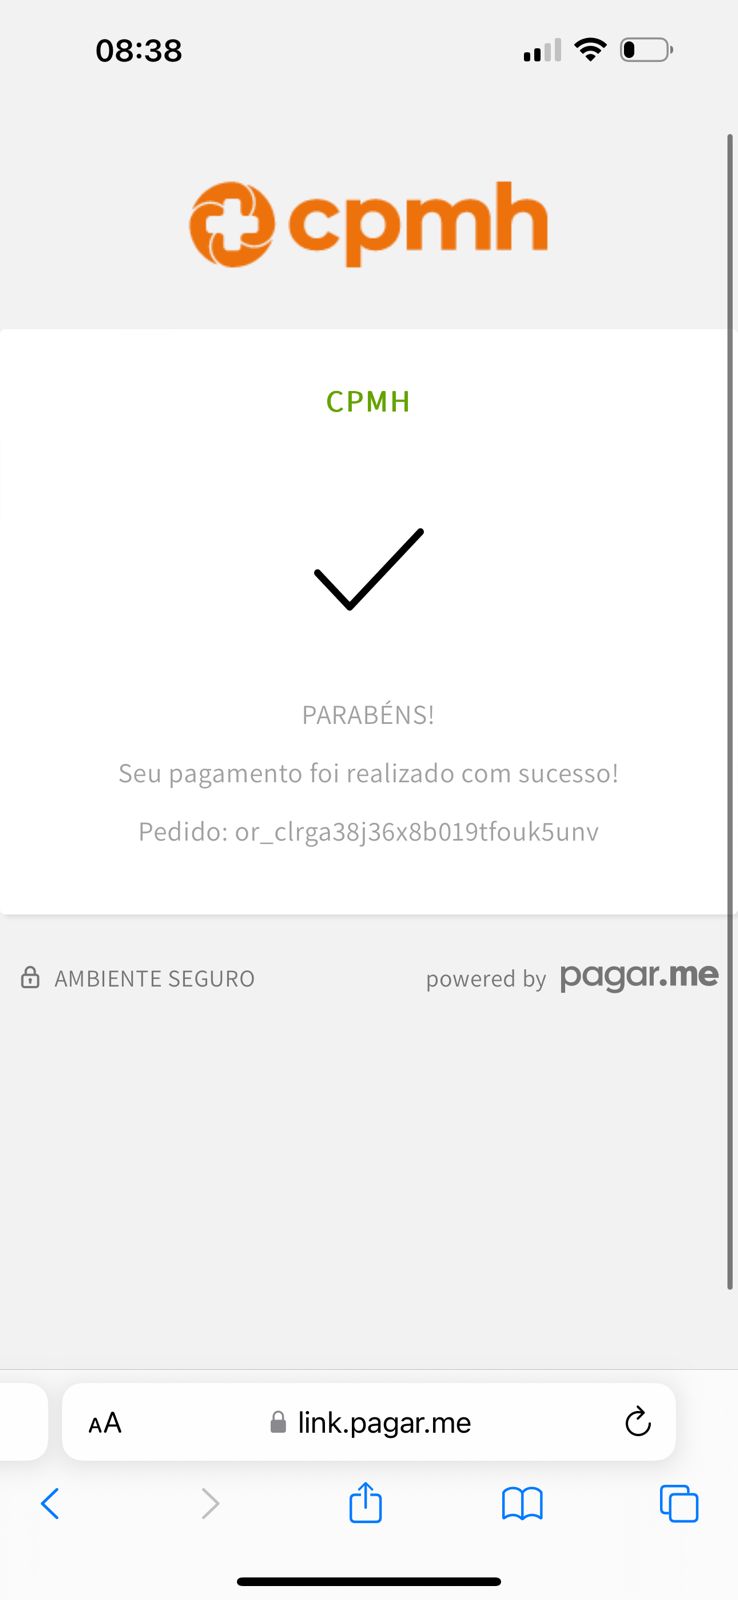 08:38
cpmh
CPMH
PARABÉNS!
Seu pagamento foi realizado com sucesso!
Pedido: or_clrga38j36x8b019tfouk5unv
AMBIENTE SEGURO
powered by pagar.me
AA link.pagar.me